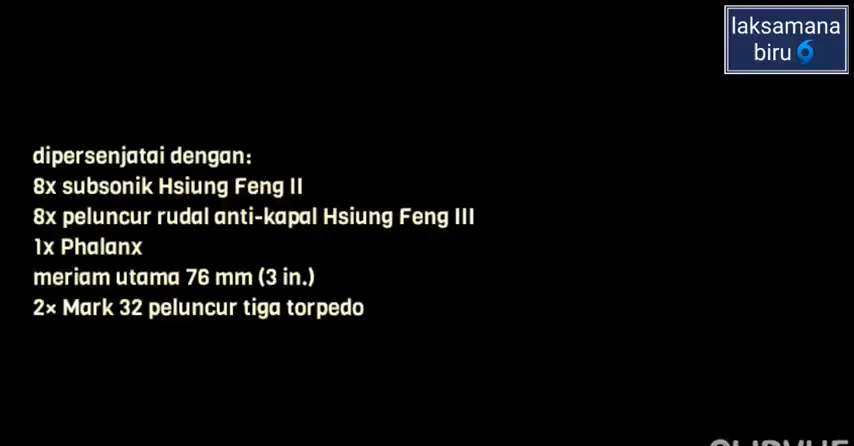 laksamana
biru
dipersenjatai dengan:
8x subsonik Hsiung Feng II
8x peluncur rudal anti-kapal Hsiung Feng III
1x Phalanx
meriam utama 76 mm (3 in.)
2× Mark 32 peluncur tiga torpedo